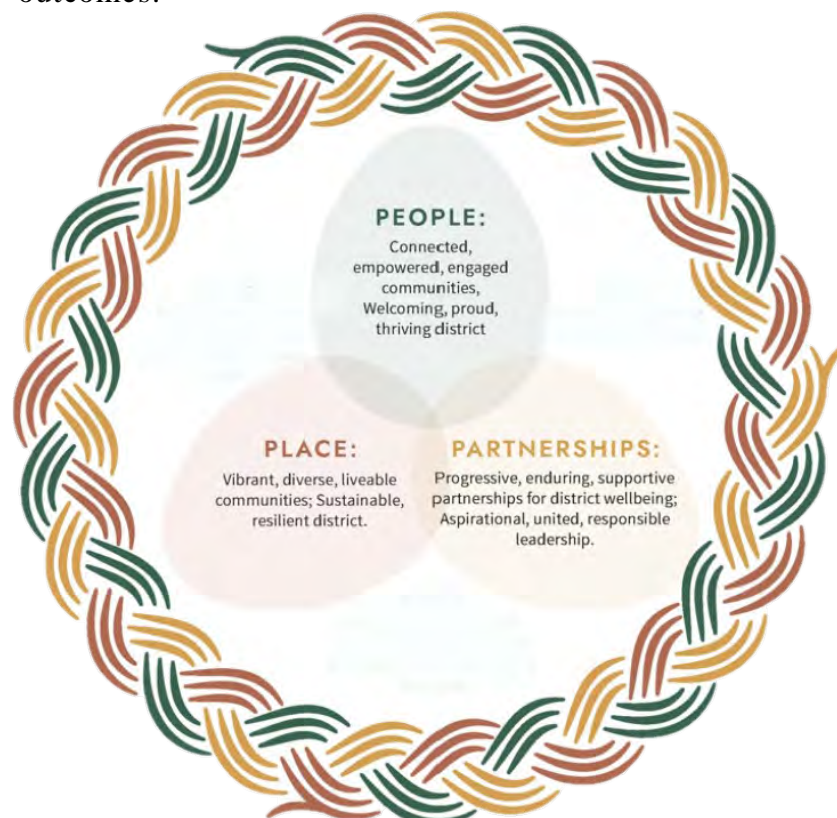 outcomes:
PEOPLE:
Connected,
empowered, engaged
communities,
Welcoming, proud,
thriving district
PLACE:
Vibrant, diverse, liveable
communities; Sustainable,
resilient district.
PARTNERSHIPS:
Progressive, enduring, supportive
partnerships for district wellbeing;
Aspirational, united, responsible
leadership.